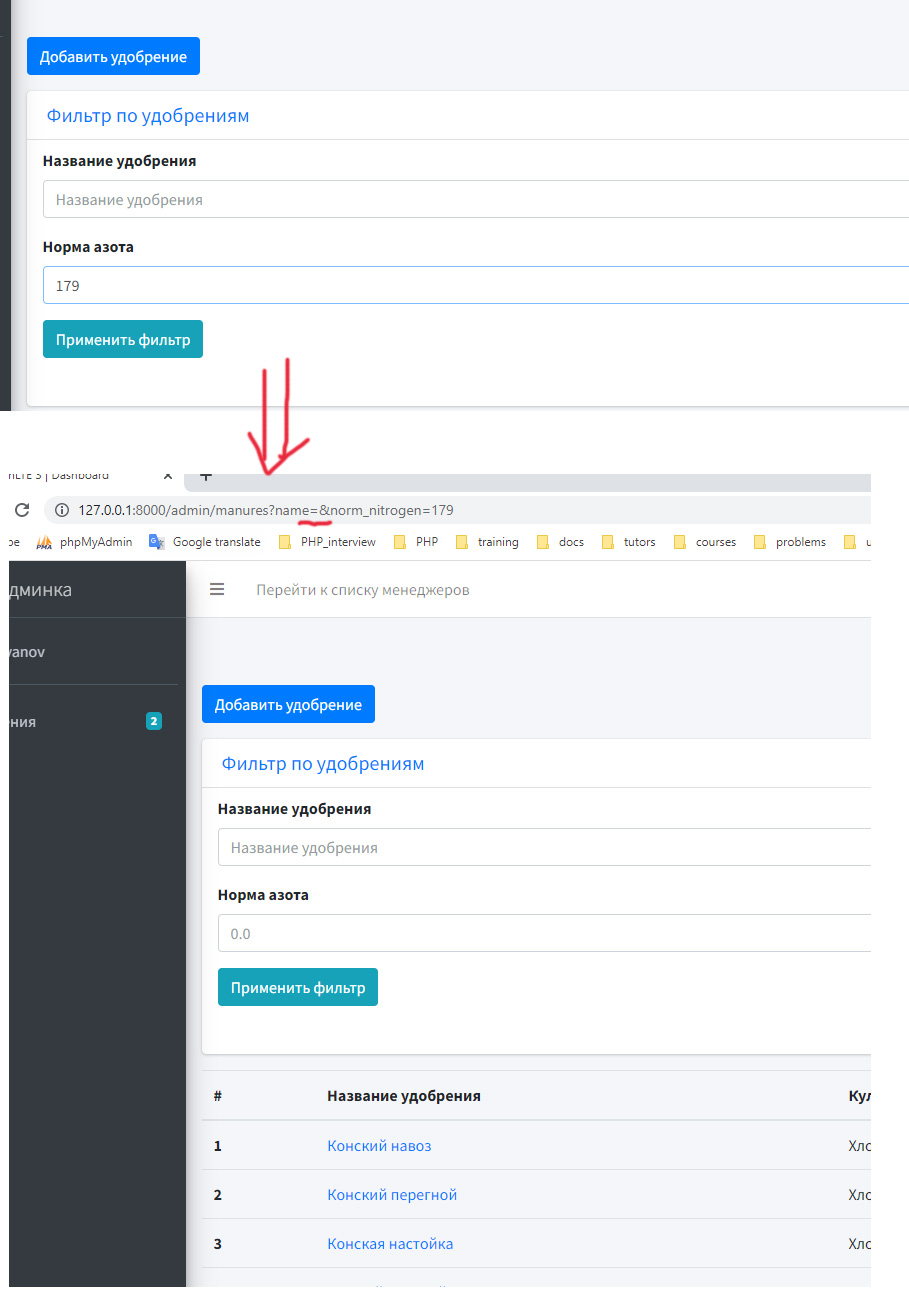 Добавить удобрение
Фильтр по удобрениям
Название удобрения
Название удобрения
Норма азота
179
Применить фильтр
LTE 3 | Dashboard
127.0.0.1:8000/admin/manures?name=&norm_nitrogen=179
phpMyAdmin Google translate PHP_interview PHP training docs tutors courses problems
дминка
Перейти к списку менеджеров
vanov
ния 2
Добавить удобрение
Фильтр по удобрениям
Название удобрения
Название удобрения
Норма азота
0.0
Применить фильтр
# Название удобрения Кул
1 Конский навоз Хло
2 Конский перегной Хло
3 Конская настойка Хло